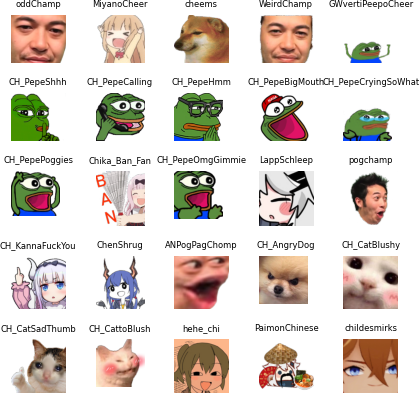 oddChamp
MiyanoCheer
cheems
WeirdChamp
GWvertiPeepoCheer
CH_PepeShhh
CH_PepeCalling
CH_PepeHmm
CH_PepeBigMouth
CH_PepeCryingSoWhat
CH_PepePoggies
Chika_Ban_Fan
CH_PepeOmgGimmie
LappSchleep
pogchamp
BAN
CH_KannaFuckYou
ChenShrug
ANPogPagChomp
CH_AngryDog
CH_CatBlushy
CH_CatSadThumb
CH_CattoBlush
hehe_chi
PaimonChinese
childesmirks